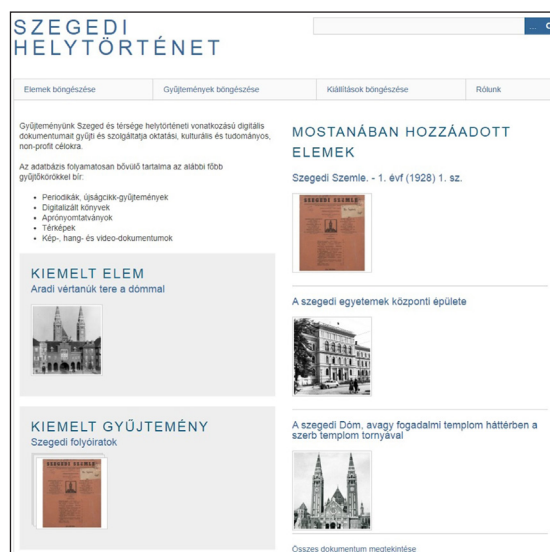 SZEGEDI
HELYTÖRTÉNET
Elemek böngészése
Gyűjtemények böngészése
Kiállítások böngészése
Rólunk
Gyűjteményünk Szeged és térsége helytörténeti vonatkozású digitális
dokumentumait gyűjti és szolgáltatja oktatási, kulturális és tudományos,
non-profit célokra.
Az adatbázis folyamatosan bővülő tartalma az alábbi főbb
gyűjtőkörökkel bír:
Periodikák, újságcikk-gyűjtemények
Digitalizált könyvek
Aprónyomtatványok
Térképek
Kép-, hang- és video-dokumentumok
KIEMELT ELEM
Aradi vértanúk tere a dómmal
KIEMELT GYŰJTEMÉNY
Szegedi folyóiratok
SZEGEDI SZEMLE
MOSTANÁBAN HOZZÁADOTT
ELEMEK
Szegedi Szemle. - 1. évf (1928) 1. sz.
SZEGEDI SZEMLE
A szegedi egyetemek központi épülete
A szegedi Dóm, avagy fogadalmi templom háttérben a
szerb templom tornyával
Összes dokumentum megtekintése